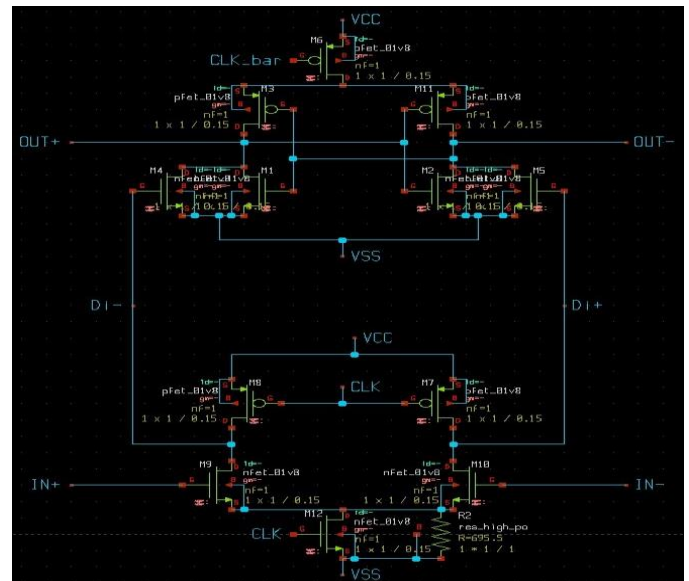 VCC
M6
CLK_bar
pfet_01v8
nf=1
1 x 1 / 0.15
M3
pfet_01v8
nf=1
1 x 1 / 0.15
M11
pfet_01v8
nf=1
1 x 1 / 0.15
OUT+
OUT-
M4
M1
M2
M5
VSS
Di-
Di+
VCC
M8
pfet_01v8
nf=1
1 x 1 / 0.15
CLK
M7
pfet_01v8
nf=1
1 x 1 / 0.15
IN+
M9
nfet_01v8
nf=1
1 x 1 / 0.15
M10
nfet_01v8
nf=1
1 x 1 / 0.15
IN-
CLK
M12
nfet_01v8
nf=1
1 x 1 / 0.15
R2
res_high_po
R=695.5
1 * 1 / 1
VSS